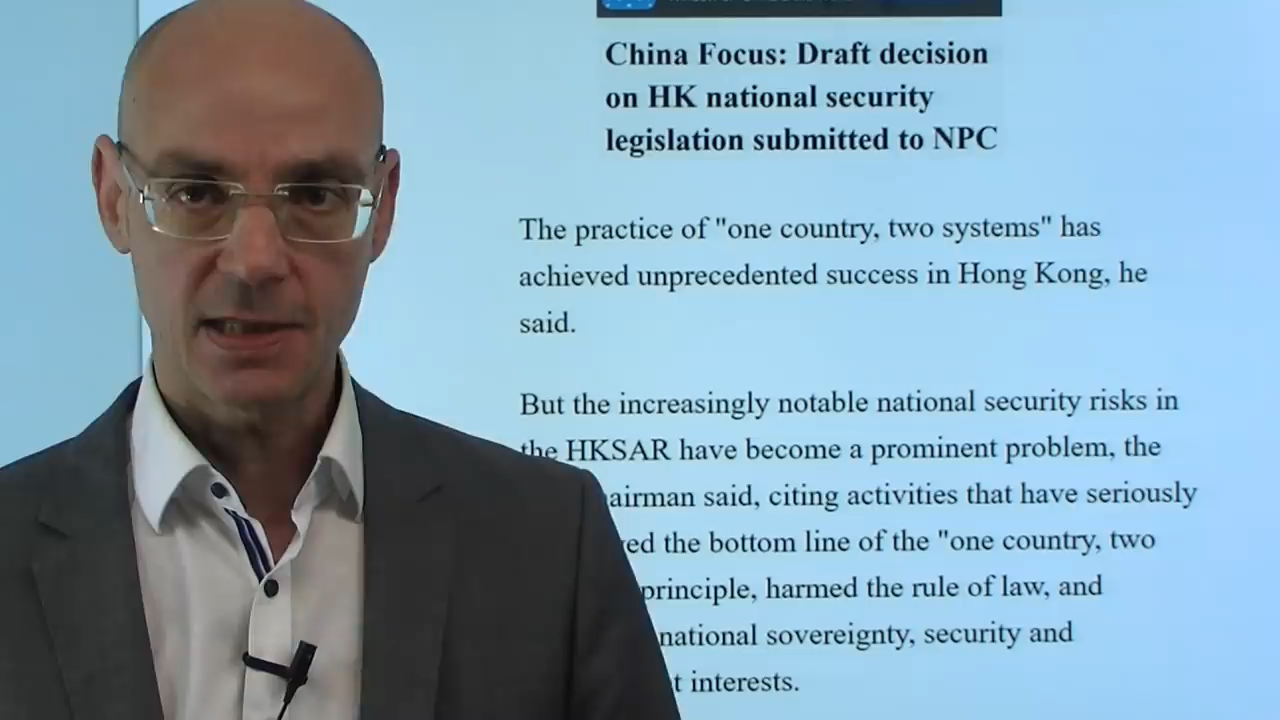 China Focus: Draft decision
on HK national security
legislation submitted to NPC
The practice of "one country, two systems" has
achieved unprecedented success in Hong Kong, he
said.
But the increasingly notable national security risks in
the HKSAR have become a prominent problem, the
airman said, citing activities that have seriously
ed the bottom line of the "one country, two
principle, harmed the rule of law, and
national sovereignty, security and
t interests.